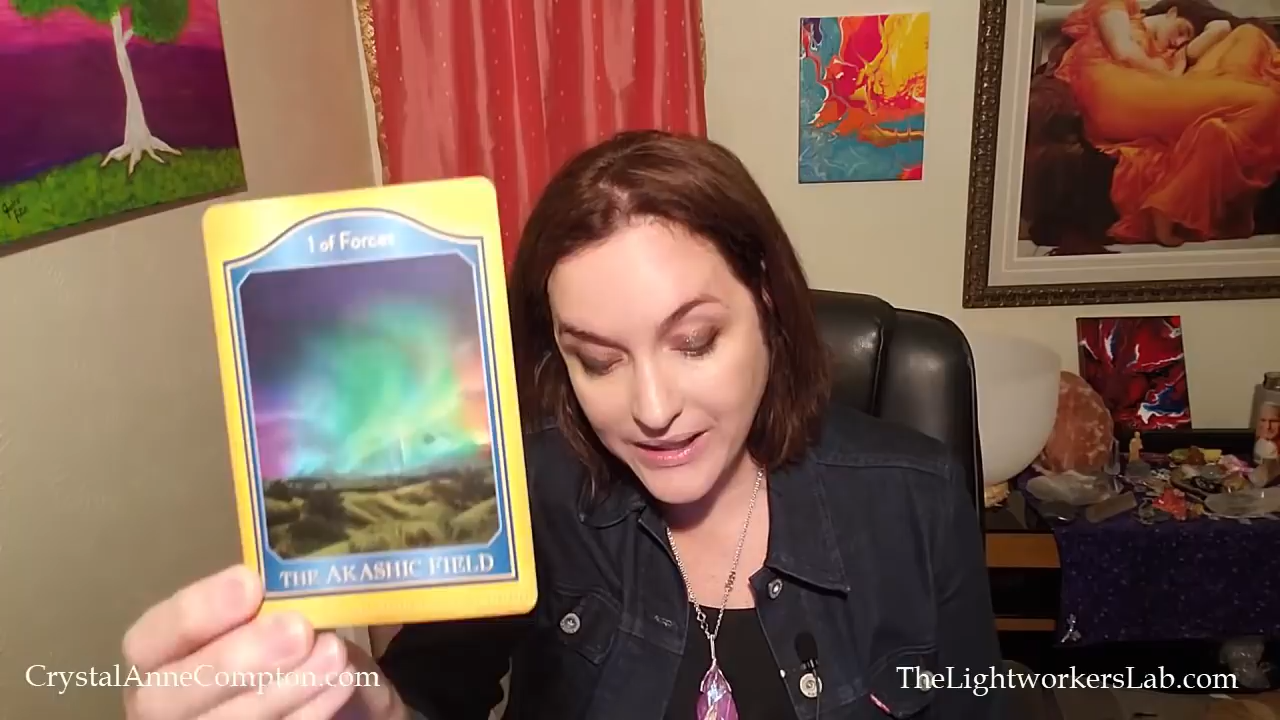 1 of Forces
THE AKASHIC FIELD
CrystalAnneCompton.com
TheLightworkersLab.com